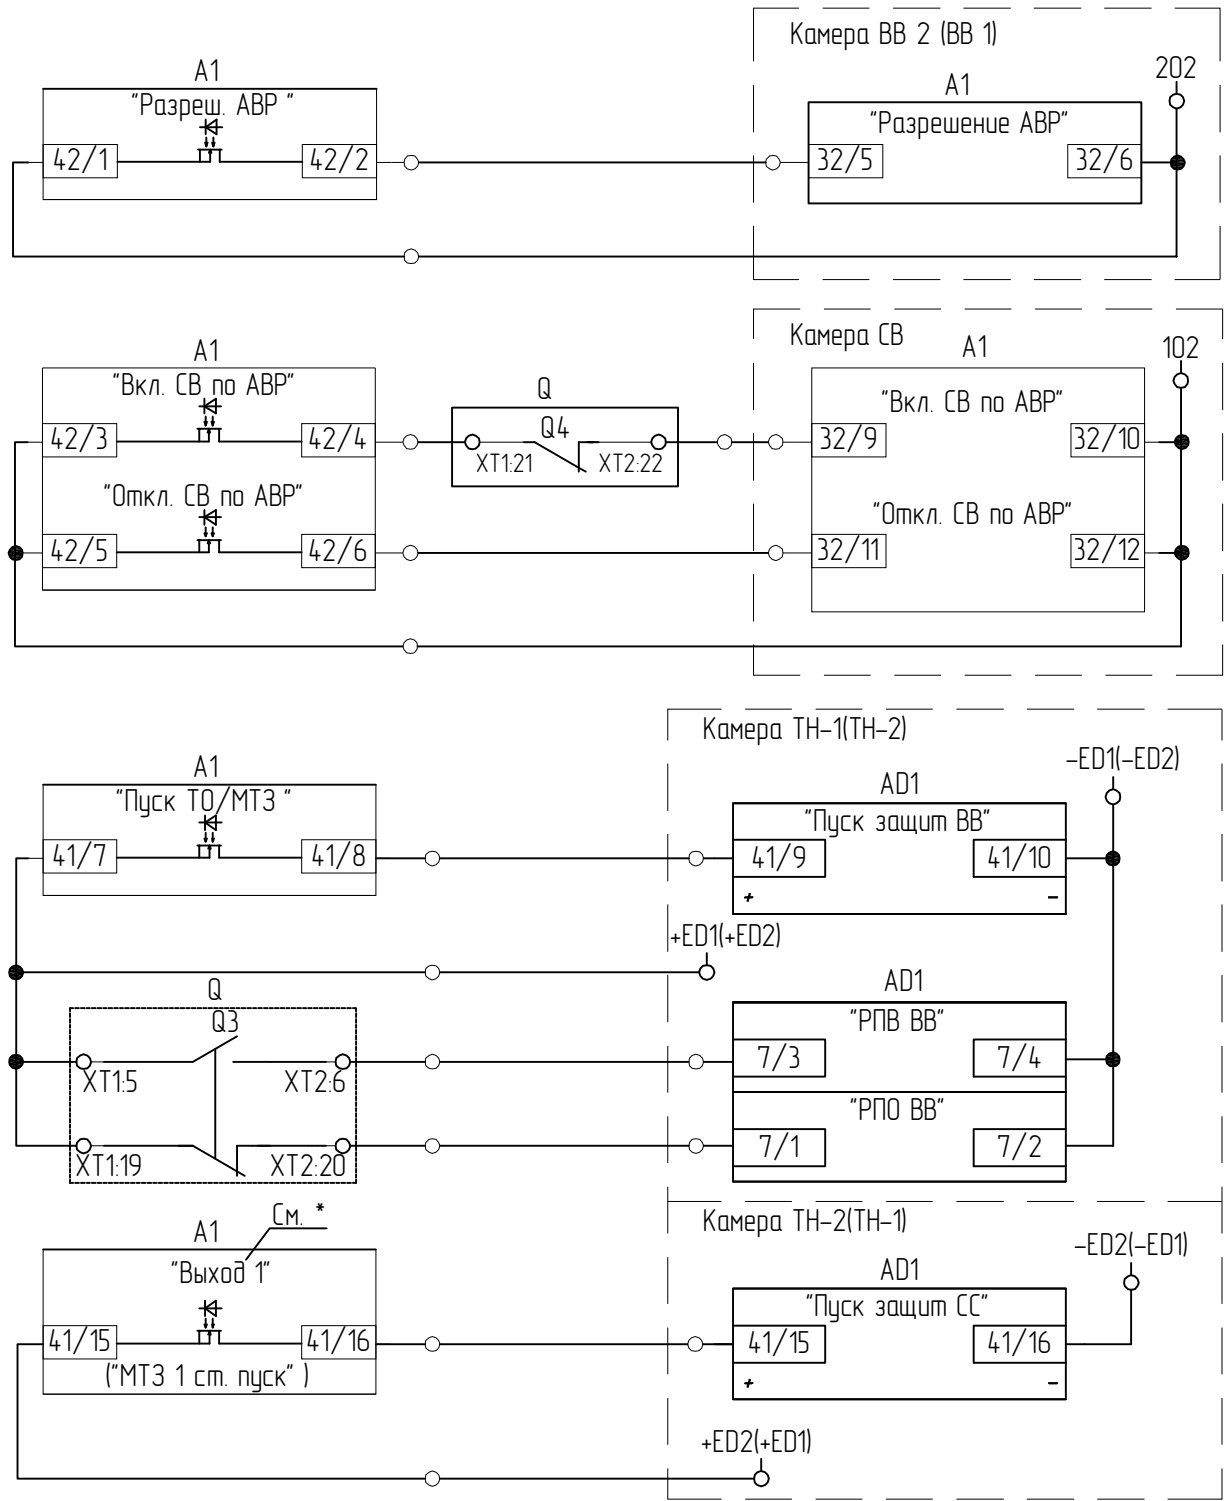 Камера ВВ 2 (ВВ 1)
А1
"Разреш. АВР "
42/1
42/2
А1
"Разрешение АВР"
32/5
32/6
202
Камера СВ
А1
"Вкл. СВ по АВР"
42/3
42/4
"Откл. СВ по АВР"
42/5
42/6
Q
Q4
XT1:21
XT2:22
А1
"Вкл. СВ по АВР"
32/9
32/10
"Откл. СВ по АВР"
32/11
32/12
102
Камера ТН-1(ТН-2)
А1
"Пуск ТО/МТЗ "
41/7
41/8
AD1
"Пуск защит ВВ"
41/9
41/10
+
-
-ED1(-ED2)
+ED1(+ED2)
Q
Q3
XT1:5
XT2:6
XT1:19
XT2:20
AD1
"РПВ ВВ"
7/3
7/4
"РПО ВВ"
7/1
7/2
Камера ТН-2(ТН-1)
См. *
А1
"Выход 1"
41/15
41/16
("МТЗ 1 ст. пуск" )
AD1
"Пуск защит СС"
41/15
41/16
+
-
-ED2(-ED1)
+ED2(+ED1)